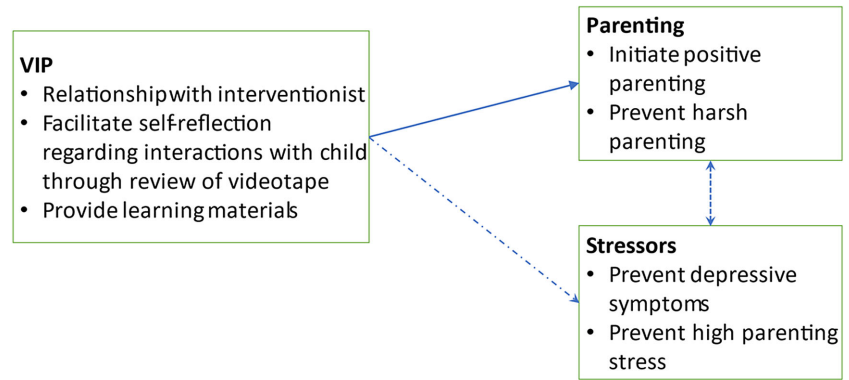 VIP
• Relationship with interventionist
• Facilitate self-reflection
regarding interactions with child
through review of videotape
• Provide learning materials
Parenting
• Initiate positive
parenting
• Prevent harsh
parenting
Stressors
• Prevent depressive
symptoms
• Prevent high parenting
stress